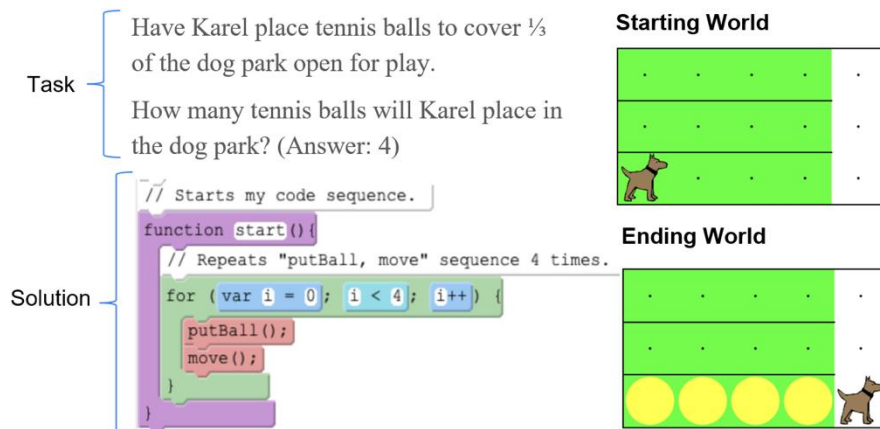 Task
Have Karel place tennis balls to cover ⅓
of the dog park open for play.
How many tennis balls will Karel place in
the dog park? (Answer: 4)
Starting World
Solution
// Starts my code sequence.
function start(){
// Repeats "putBall, move" sequence 4 times.
for (var i = 0; i < 4; i++) {
putBall();
move();
}
}
Ending World